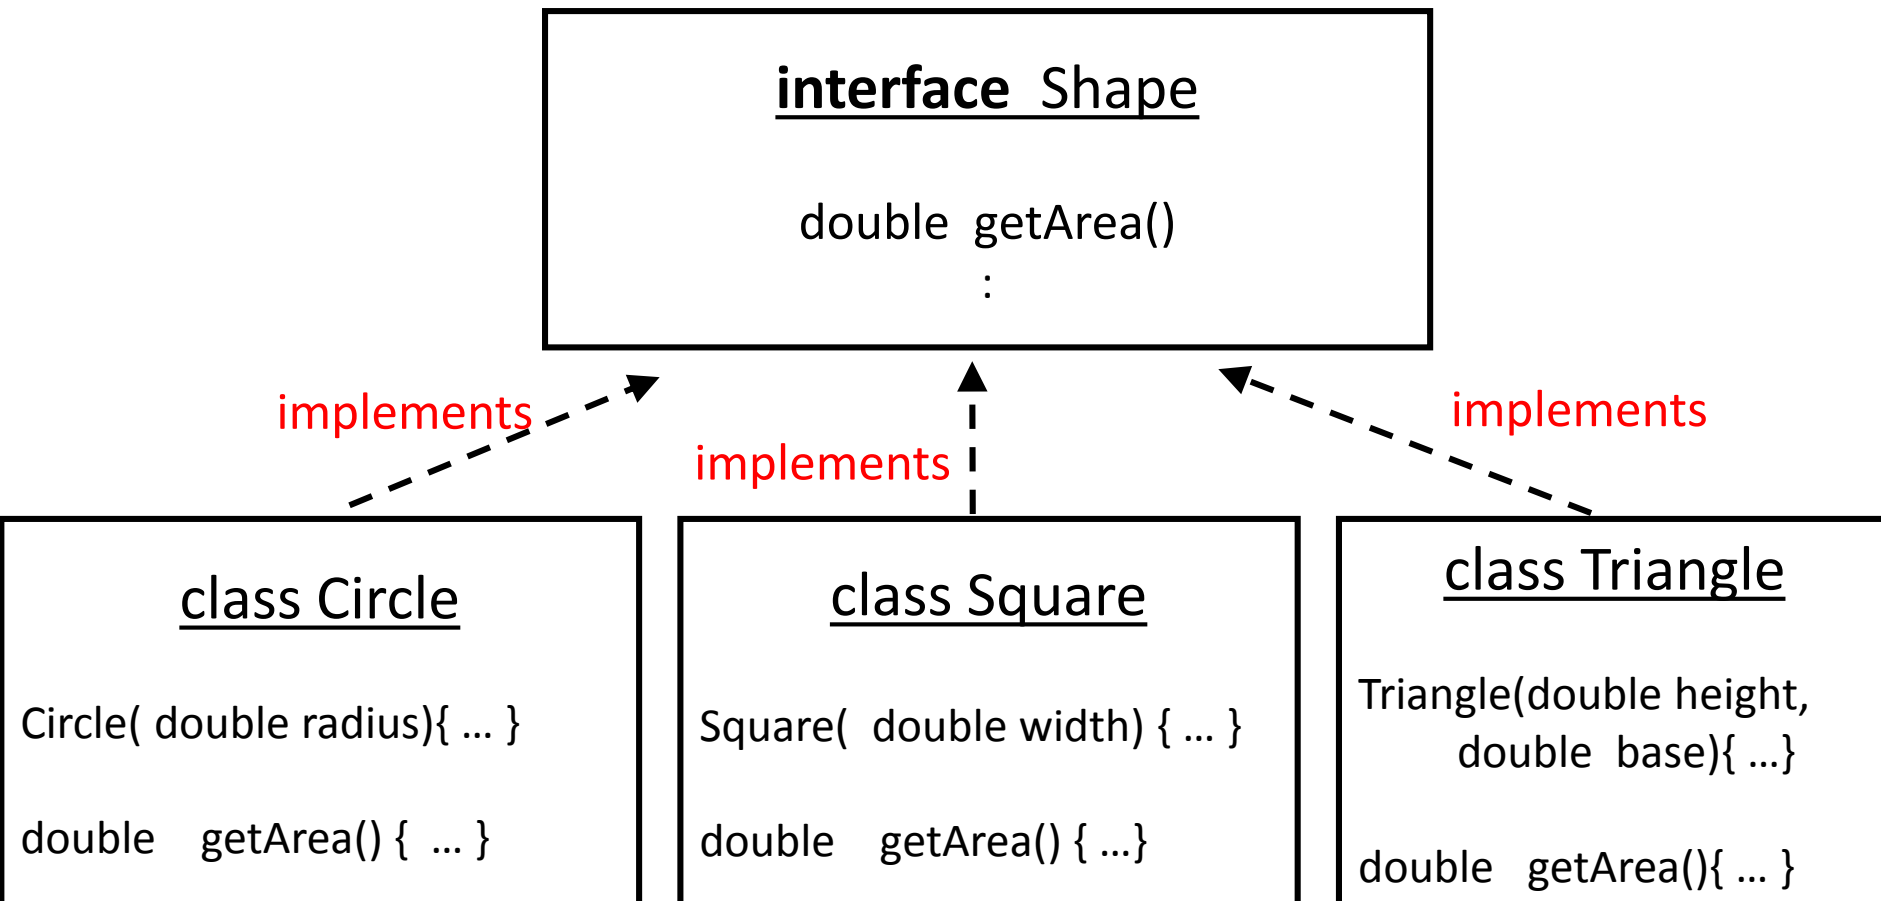 interface Shape
double getArea()
:
implements
implements
implements
class Circle
Circle( double radius){ … }
double getArea() { … }
class Square
Square( double width) { … }
double getArea() { …}
class Triangle
Triangle(double height,
double base){ …}
double getArea(){ … }